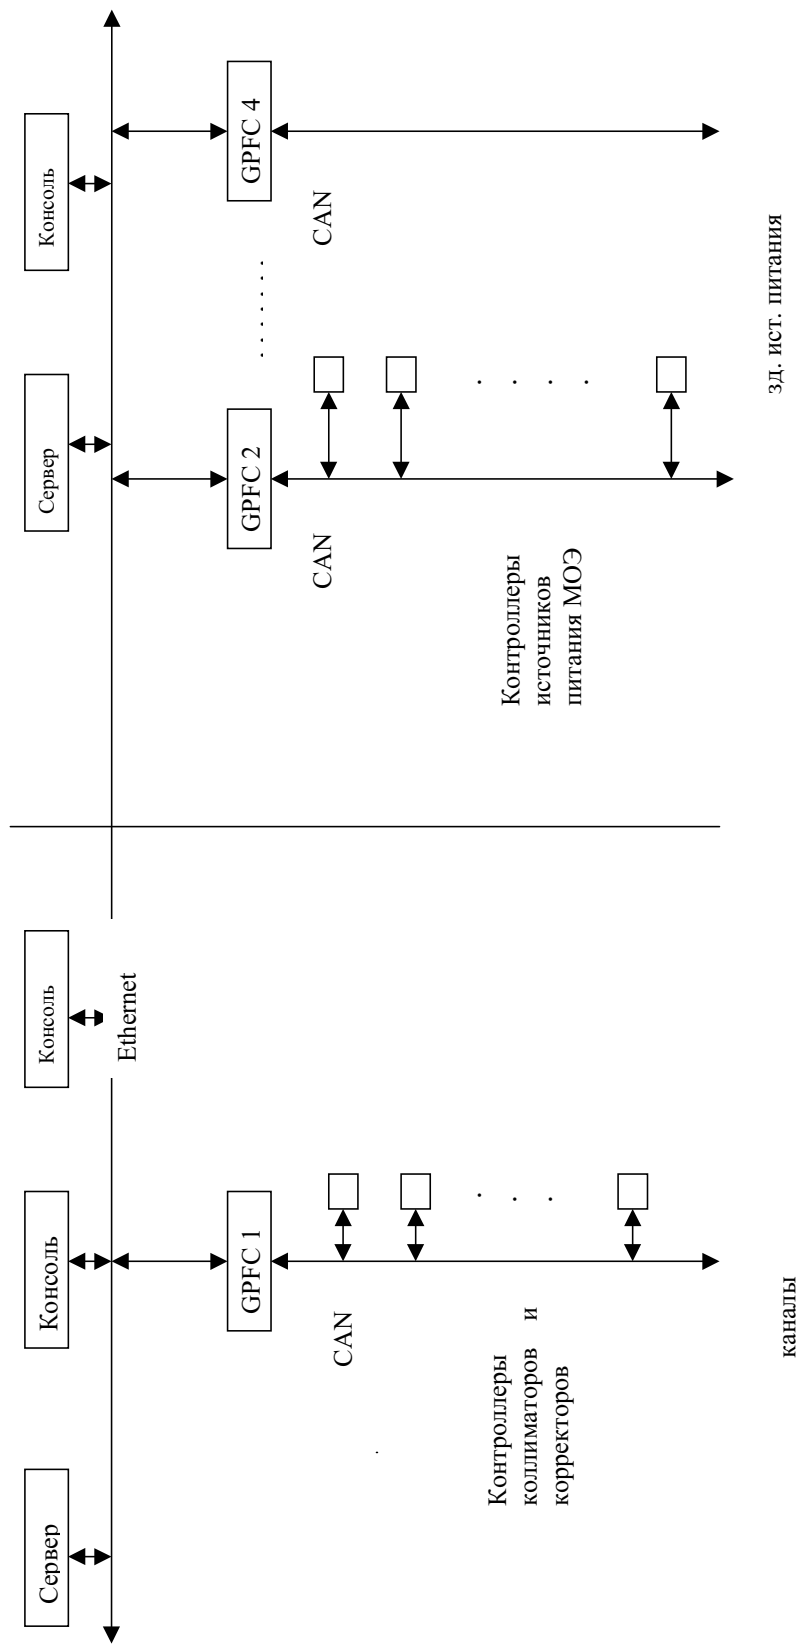 Сервер
Консоль
Консоль
Сервер
Консоль
Ethernet
GPFC 1
GPFC 2
. . . . . . . .
GPFC 4
CAN
CAN
CAN
. . .
. . . .
Контроллеры
коллиматоров и
корректоров
Контроллеры
источников
питания МОЭ
каналы
зд. ист. питания